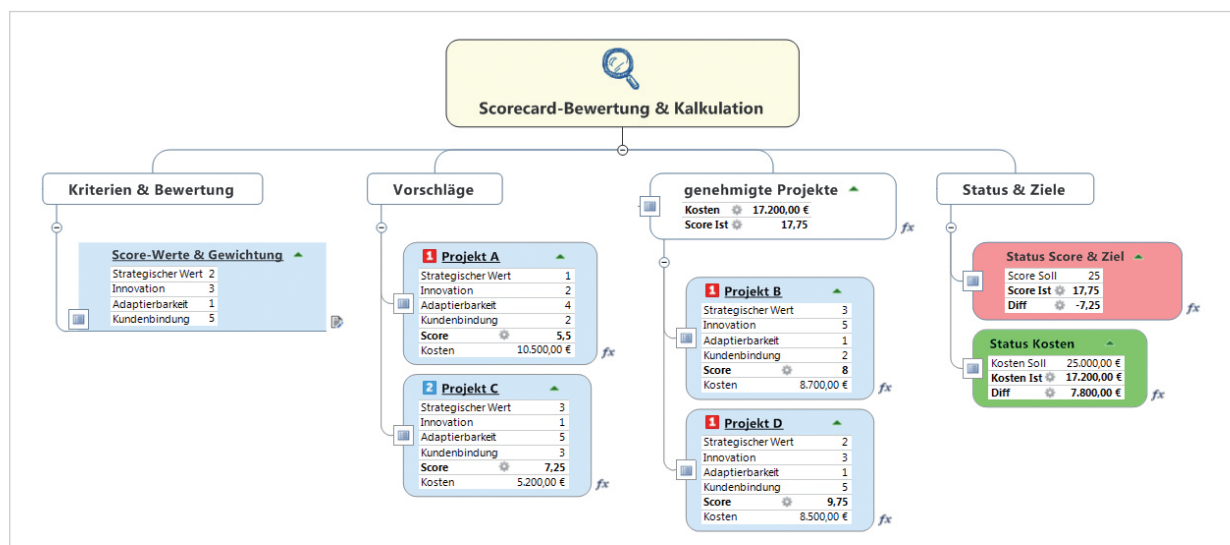 Scorecard-Bewertung & Kalkulation
Kriterien & Bewertung
Score-Werte & Gewichtung
Strategischer Wert 2
Innovation 3
Adaptierbarkeit 1
Kundenbindung 5
Vorschläge
1 Projekt A
Strategischer Wert 1
Innovation 2
Adaptierbarkeit 4
Kundenbindung 2
Score 5,5
Kosten 10.500,00 €
fx
2 Projekt C
Strategischer Wert 3
Innovation 1
Adaptierbarkeit 5
Kundenbindung 3
Score 7,25
Kosten 5.200,00 €
fx
genehmigte Projekte
Kosten 17.200,00 €
Score Ist 17,75
fx
1 Projekt B
Strategischer Wert 3
Innovation 5
Adaptierbarkeit 1
Kundenbindung 2
Score 8
Kosten 8.700,00 €
fx
1 Projekt D
Strategischer Wert 2
Innovation 3
Adaptierbarkeit 1
Kundenbindung 5
Score 9,75
Kosten 8.500,00 €
fx
Status & Ziele
Status Score & Ziel
Score Soll 25
Score Ist 17,75
Diff -7,25
fx
Status Kosten
Kosten Soll 25.000,00 €
Kosten Ist 17.200,00 €
Diff 7.800,00 €
fx